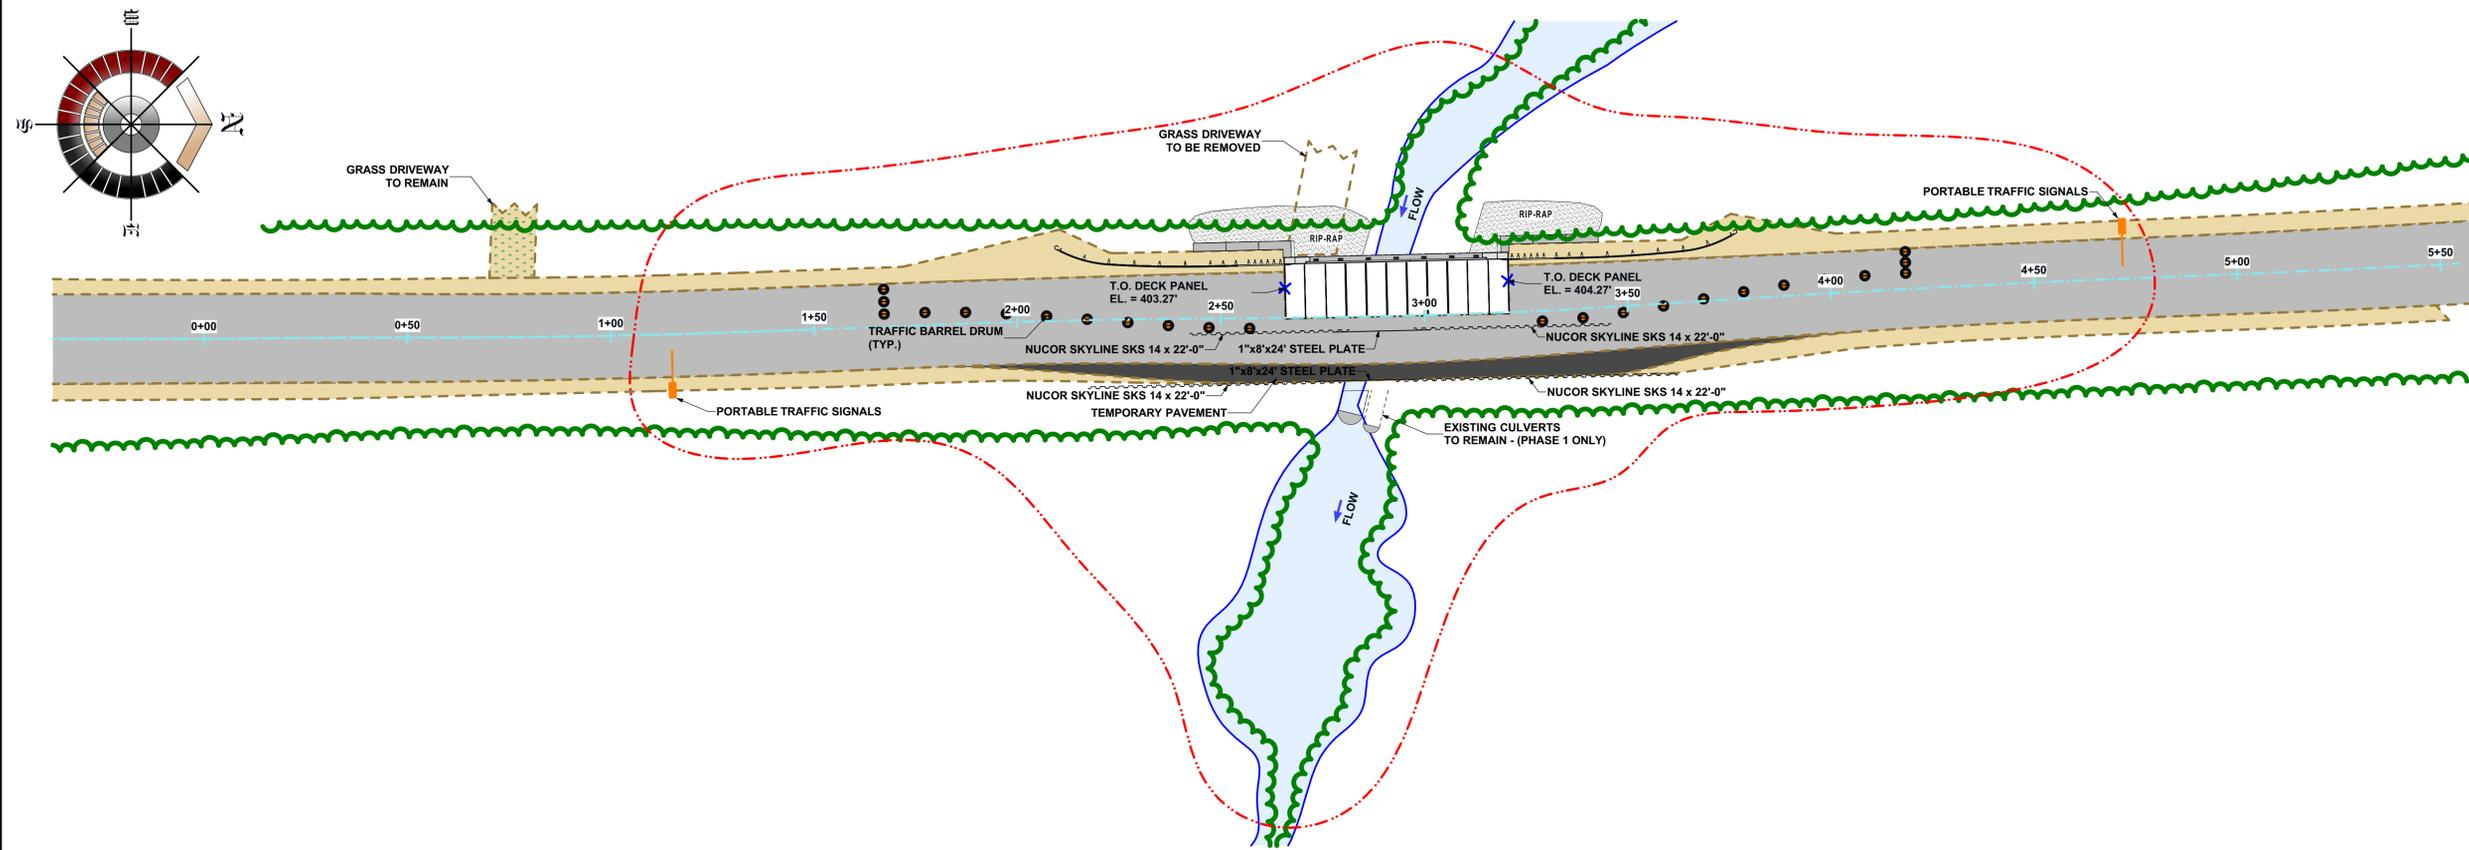 W
S
N
E
GRASS DRIVEWAY
TO REMAIN
GRASS DRIVEWAY
TO BE REMOVED
FLOW
RIP-RAP
RIP-RAP
PORTABLE TRAFFIC SIGNALS
T.O. DECK PANEL
EL. = 403.27'
T.O. DECK PANEL
EL. = 404.27'
0+00
0+50
1+00
1+50
2+00
2+50
3+00
3+50
4+00
4+50
5+00
5+50
TRAFFIC BARREL DRUM
(TYP.)
NUCOR SKYLINE SKS 14 x 22'-0"
1"x8'x24' STEEL PLATE
NUCOR SKYLINE SKS 14 x 22'-0"
1"x8'x24' STEEL PLATE
NUCOR SKYLINE SKS 14 x 22'-0"
NUCOR SKYLINE SKS 14 x 22'-0"
PORTABLE TRAFFIC SIGNALS
TEMPORARY PAVEMENT
EXISTING CULVERTS
TO REMAIN - (PHASE 1 ONLY)
FLOW